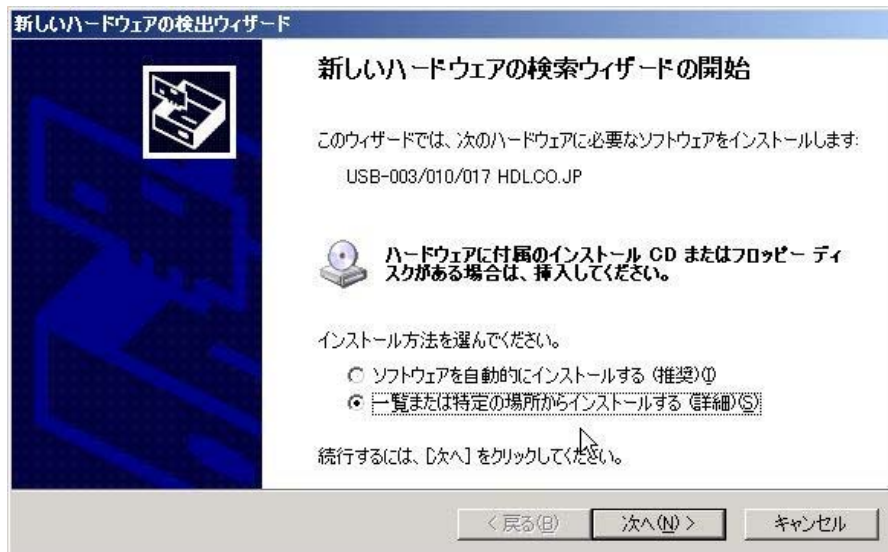 新しいハードウェアの検出ウィザード
新しいハードウェアの検索ウィザードの開始
このウィザードでは、次のハードウェアに必要なソフトウェアをインストールします:
USB-003/010/017 HDL.CO.JP
ハードウェアに付属のインストール CD またはフロッピー ディ
スクがある場合は、挿入してください。
インストール方法を選んでください。
ソフトウェアを自動的にインストールする (推奨)(I)
一覧または特定の場所からインストールする (詳細)(S)
続行するには、[次へ] をクリックしてください。
< 戻る(B)
次へ(N) >
キャンセル